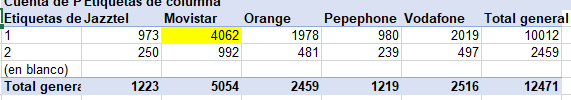 Cuenta de P Etiquetas de columna
Etiquetas de Jazztel Movistar Orange Pepephone Vodafone Total general
1 973 4062 1978 980 2019 10012
2 250 992 481 239 497 2459
(en blanco)
Total genera 1223 5054 2459 1219 2516 12471